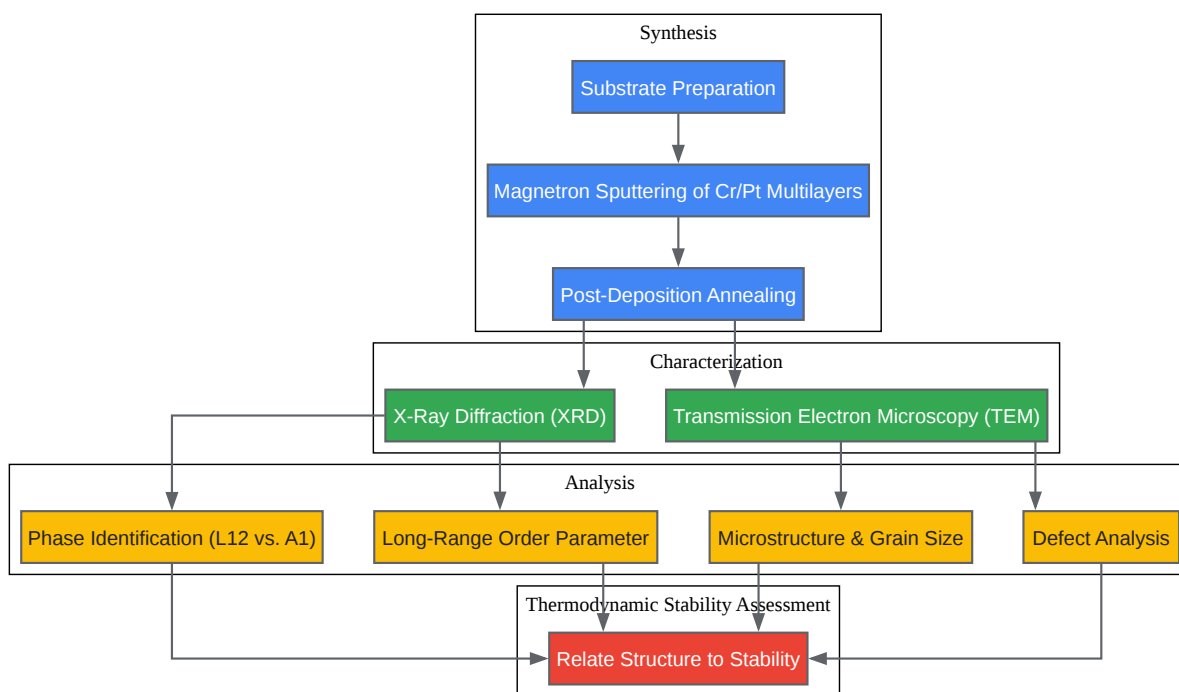 Synthesis
Substrate Preparation
Magnetron Sputtering of Cr/Pt Multilayers
Post-Deposition Annealing
Characterization
X-Ray Diffraction (XRD)
Transmission Electron Microscopy (TEM)
Analysis
Phase Identification (L12 vs. A1)
Long-Range Order Parameter
Microstructure & Grain Size
Defect Analysis
Thermodynamic Stability Assessment
Relate Structure to Stability